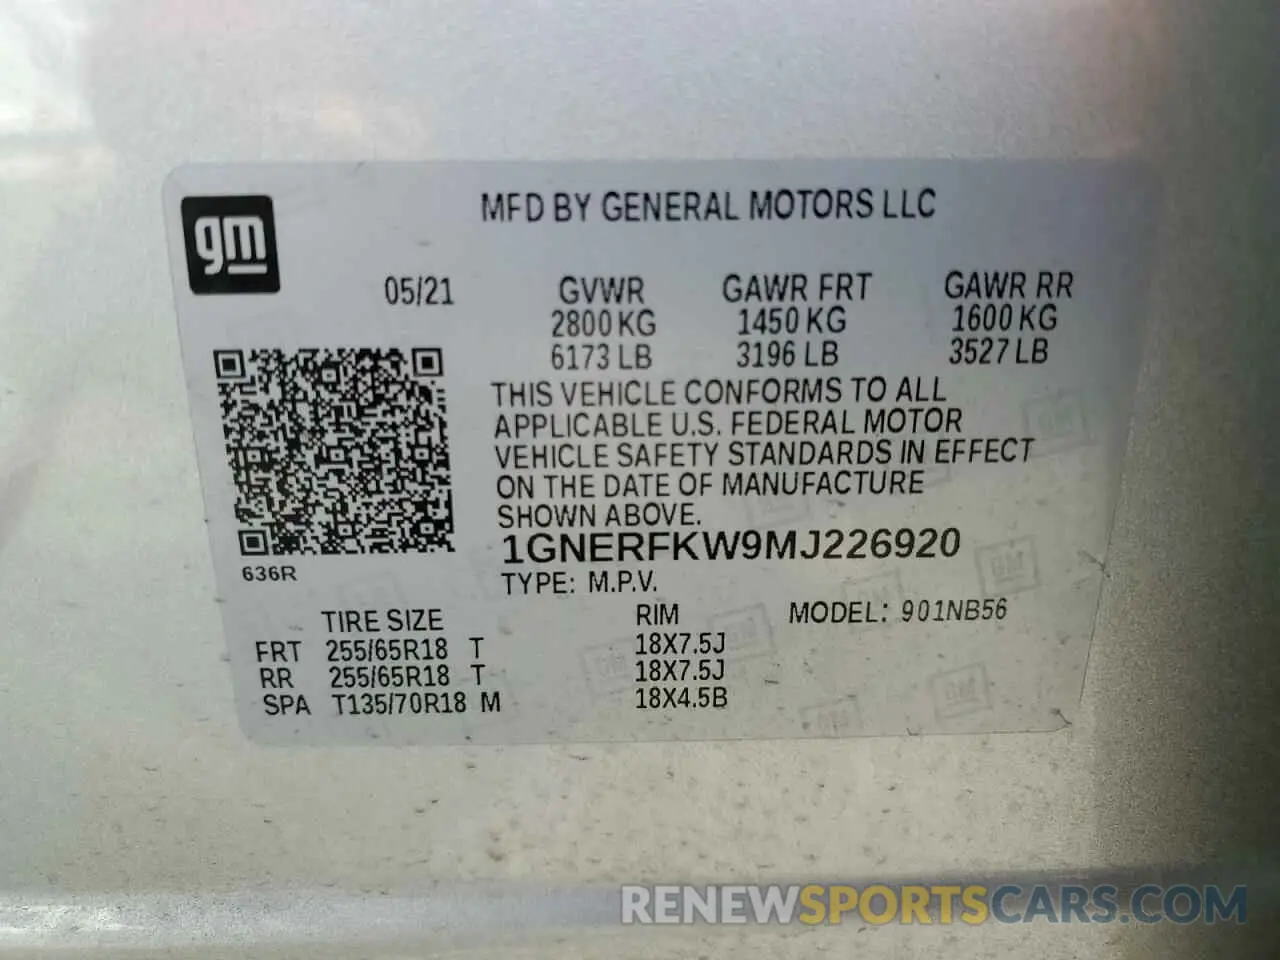 gm
MFD BY GENERAL MOTORS LLC
05/21
GVWR GAWR FRT GAWR RR
2800 KG 1450 KG 1600 KG
6173 LB 3196 LB 3527 LB
THIS VEHICLE CONFORMS TO ALL
APPLICABLE U.S. FEDERAL MOTOR
VEHICLE SAFETY STANDARDS IN EFFECT
ON THE DATE OF MANUFACTURE
SHOWN ABOVE.
1GNERFKW9MJ226920
636R
TYPE: M.P.V.
TIRE SIZE RIM MODEL: 901NB56
FRT 255/65R18 T 18X7.5J
RR 255/65R18 T 18X7.5J
SPA T135/70R18 M 18X4.5B
RENEWSPORTSCARS.COM